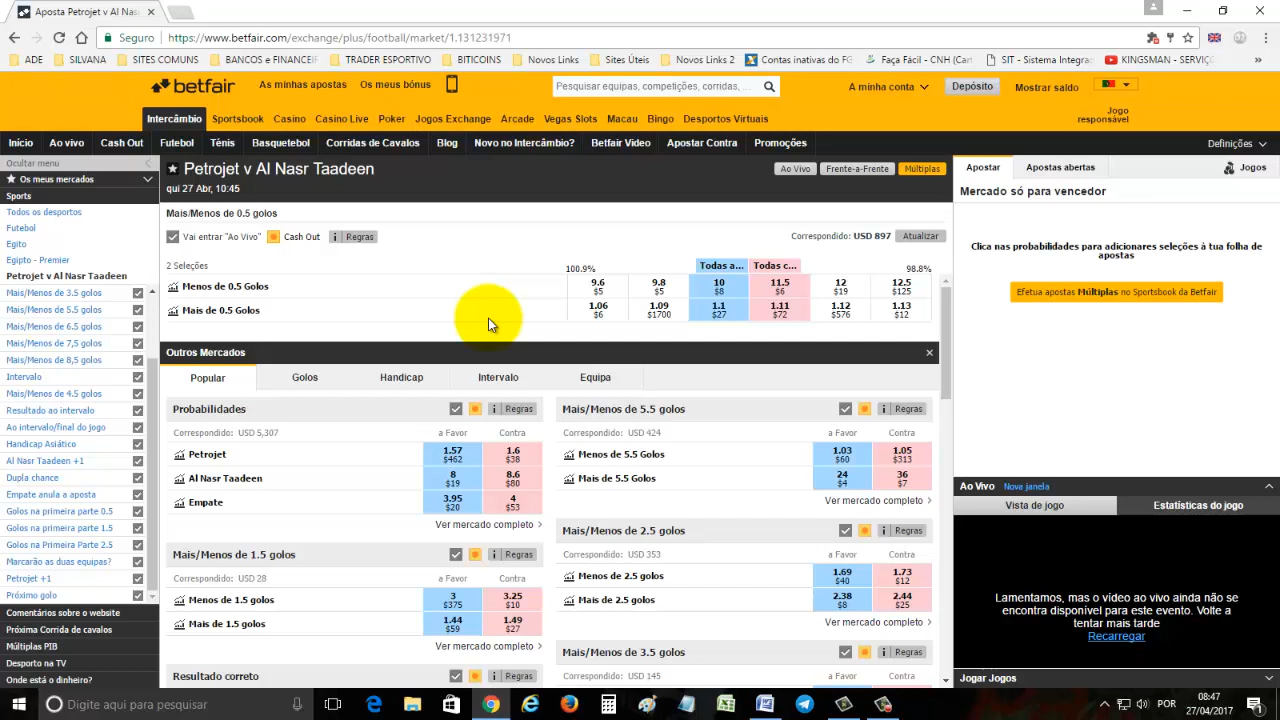 Aposta Petrojet v Al Nas
Seguro | https://www.betfair.com/exchange/plus/football/market/1.131231971
ADE SILVANA SITES COMUNS BANCOS e FINANCEIF TRADER ESPORTIVO BITICOINS Novos Links Sites Úteis Novos Links 2 Contas inativas do FG Faça Fácil - CNH (Cart SIT - Sistema Integra KINGSMAN - SERVIÇ
betfair As minhas apostas Os meus bónus Pesquisar equipas, competições, corridas, ... A minha conta Depósito Mostrar saldo
Intercâmbio Sportsbook Casino Casino Live Poker Jogos Exchange Arcade Vegas Slots Macau Bingo Desportos Virtuais Jogo responsável
Início Ao vivo Cash Out Futebol Ténis Basquetebol Corridas de Cavalos Blog Novo no Intercâmbio? Betfair Video Apostar Contra Promoções Definições
Ocultar menu
Os meus mercados
Sports
Todos os desportos
Futebol
Egito
Egipto - Premier
Petrojet v Al Nasr Taadeen
Mais/Menos de 3.5 golos
Mais/Menos de 5.5 golos
Mais/Menos de 6.5 golos
Mais/Menos de 7,5 golos
Mais/Menos de 8,5 golos
Intervalo
Mais/Menos de 4.5 golos
Resultado ao intervalo
Ao intervalo/final do jogo
Handicap Asiático
Al Nasr Taadeen +1
Dupla chance
Empate anula a aposta
Golos na primeira parte 0.5
Golos na primeira parte 1.5
Golos na Primeira Parte 2.5
Marcarão as duas equipas?
Petrojet +1
Próximo golo
Comentários sobre o website
Próxima Corrida de cavalos
Múltiplas PIB
Desporto na TV
Onde está o dinheiro?
Petrojet v Al Nasr Taadeen Ao Vivo Frente-a-Frente Múltiplas
qui 27 Abr, 10:45
Mais/Menos de 0.5 golos
Vai entrar "Ao Vivo" Cash Out i Regras Correspondido: USD 897 Atualizar
2 Seleções 100.9% Todas a... Todas c... 98.8%
Menos de 0.5 Golos 9.6 9.8 10 11.5 12 12.5
$5 $5 $8 $6 $19 $125
Mais de 0.5 Golos 1.06 1.09 1.1 1.11 1.12 1.13
$6 $1700 $27 $72 $576 $12
Outros Mercados
Popular Golos Handicap Intervalo Equipa
Probabilidades i Regras
Correspondido: USD 5,307 a Favor Contra
Petrojet 1.57 1.6
$462 $38
Al Nasr Taadeen 8 8.6
$19 $80
Empate 3.95 4
$20 $53
Ver mercado completo
Mais/Menos de 1.5 golos i Regras
Correspondido: USD 28 a Favor Contra
Menos de 1.5 golos 3 3.25
$375 $10
Mais de 1.5 golos 1.44 1.49
$59 $27
Ver mercado completo
Resultado correto i Regras
Mais/Menos de 5.5 golos i Regras
Correspondido: USD 424 a Favor Contra
Menos de 5.5 Golos 1.03 1.05
$60 $313
Mais de 5.5 Golos 24 36
$4 $7
Ver mercado completo
Mais/Menos de 2.5 golos i Regras
Correspondido: USD 353 a Favor Contra
Menos de 2.5 golos 1.69 1.73
$40 $12
Mais de 2.5 golos 2.38 2.44
$8 $25
Ver mercado completo
Mais/Menos de 3.5 golos i Regras
Correspondido: USD 145 a Favor Contra
Apostar Apostas abertas Jogos
Mercado só para vencedor
Clica nas probabilidades para adicionares seleções à tua folha de
apostas
Efetua apostas Múltiplas no Sportsbook da Betfair
Ao Vivo Nova janela
Vista de jogo Estatísticas do jogo
Lamentamos, mas o vídeo ao vivo ainda não se
encontra disponível para este evento. Volte a
tentar mais tarde
Recarregar
Jogar Jogos
Digite aqui para pesquisar POR 08:47
27/04/2017